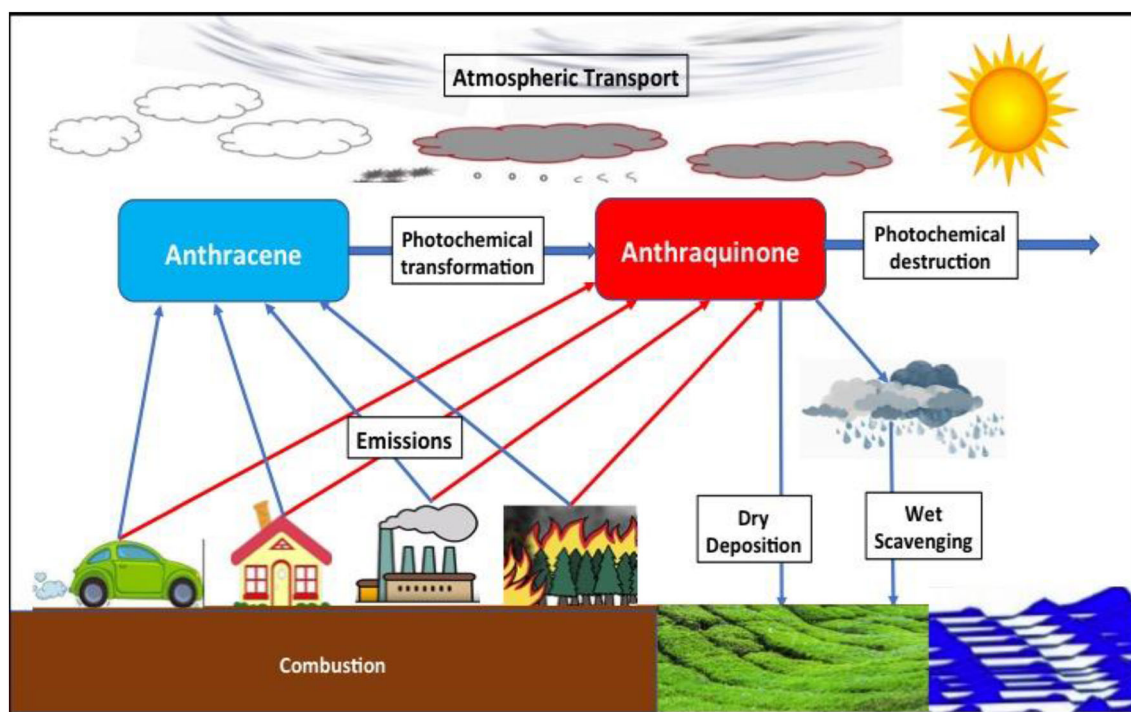 Atmospheric Transport
Anthracene
Photochemical
transformation
Anthraquinone
Photochemical
destruction
Emissions
Dry
Deposition
Wet
Scavenging
Combustion